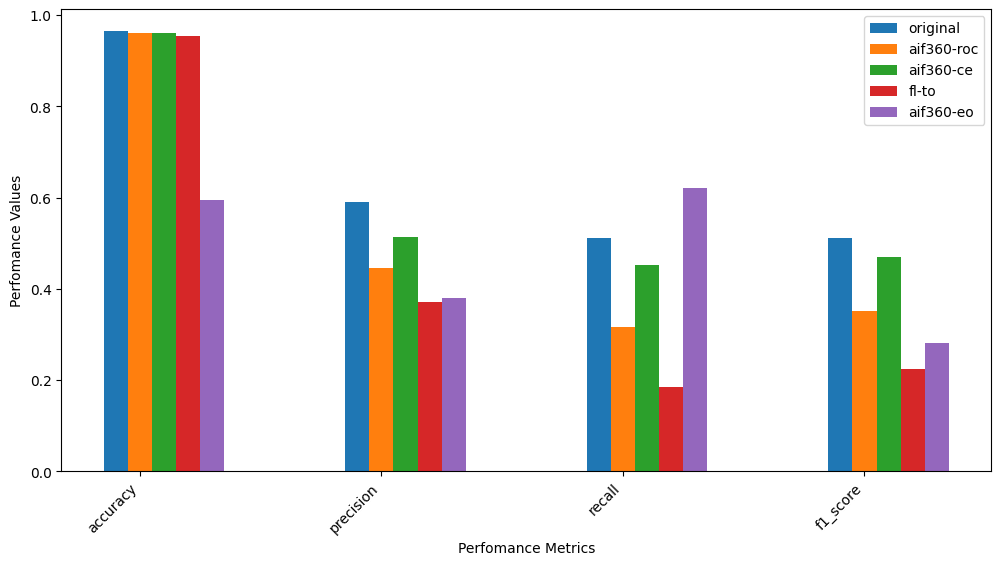 1.0
0.8
0.6
0.4
0.2
0.0
Perfomance Values
original
aif360-roc
aif360-ce
fl-to
aif360-eo
accuracy
precision
recall
f1_score
Perfomance Metrics